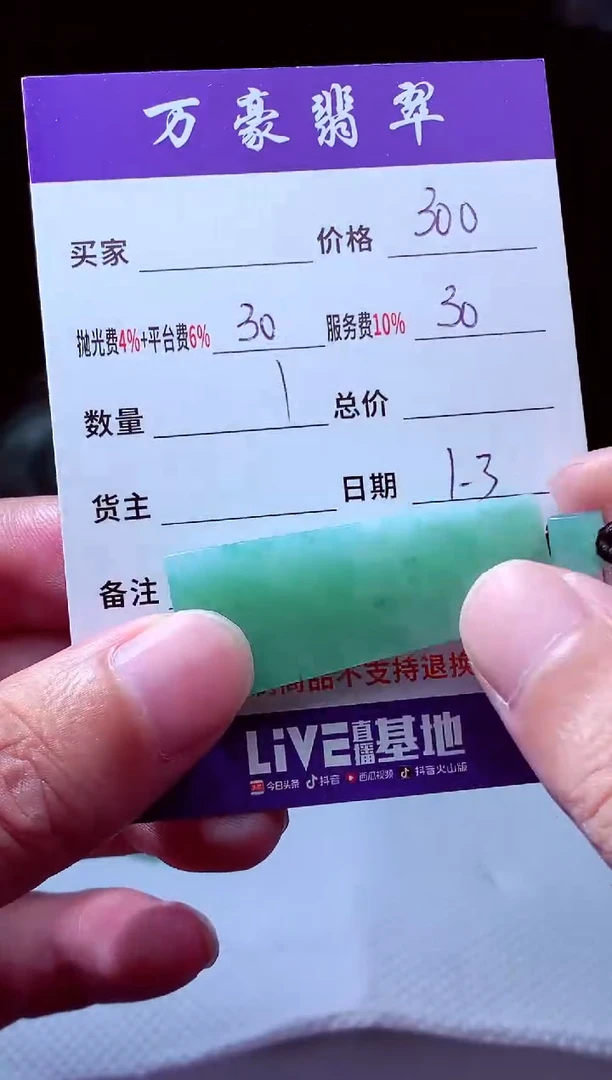 万豪翡翠
买家 价格 300
抛光费4%+平台费6% 30 服务费10% 30
数量 1 总价
货主 日期 1-3
备注
商品不支持退换
LiVE直播基地
今日头条 抖音 西瓜视频 抖音火山版